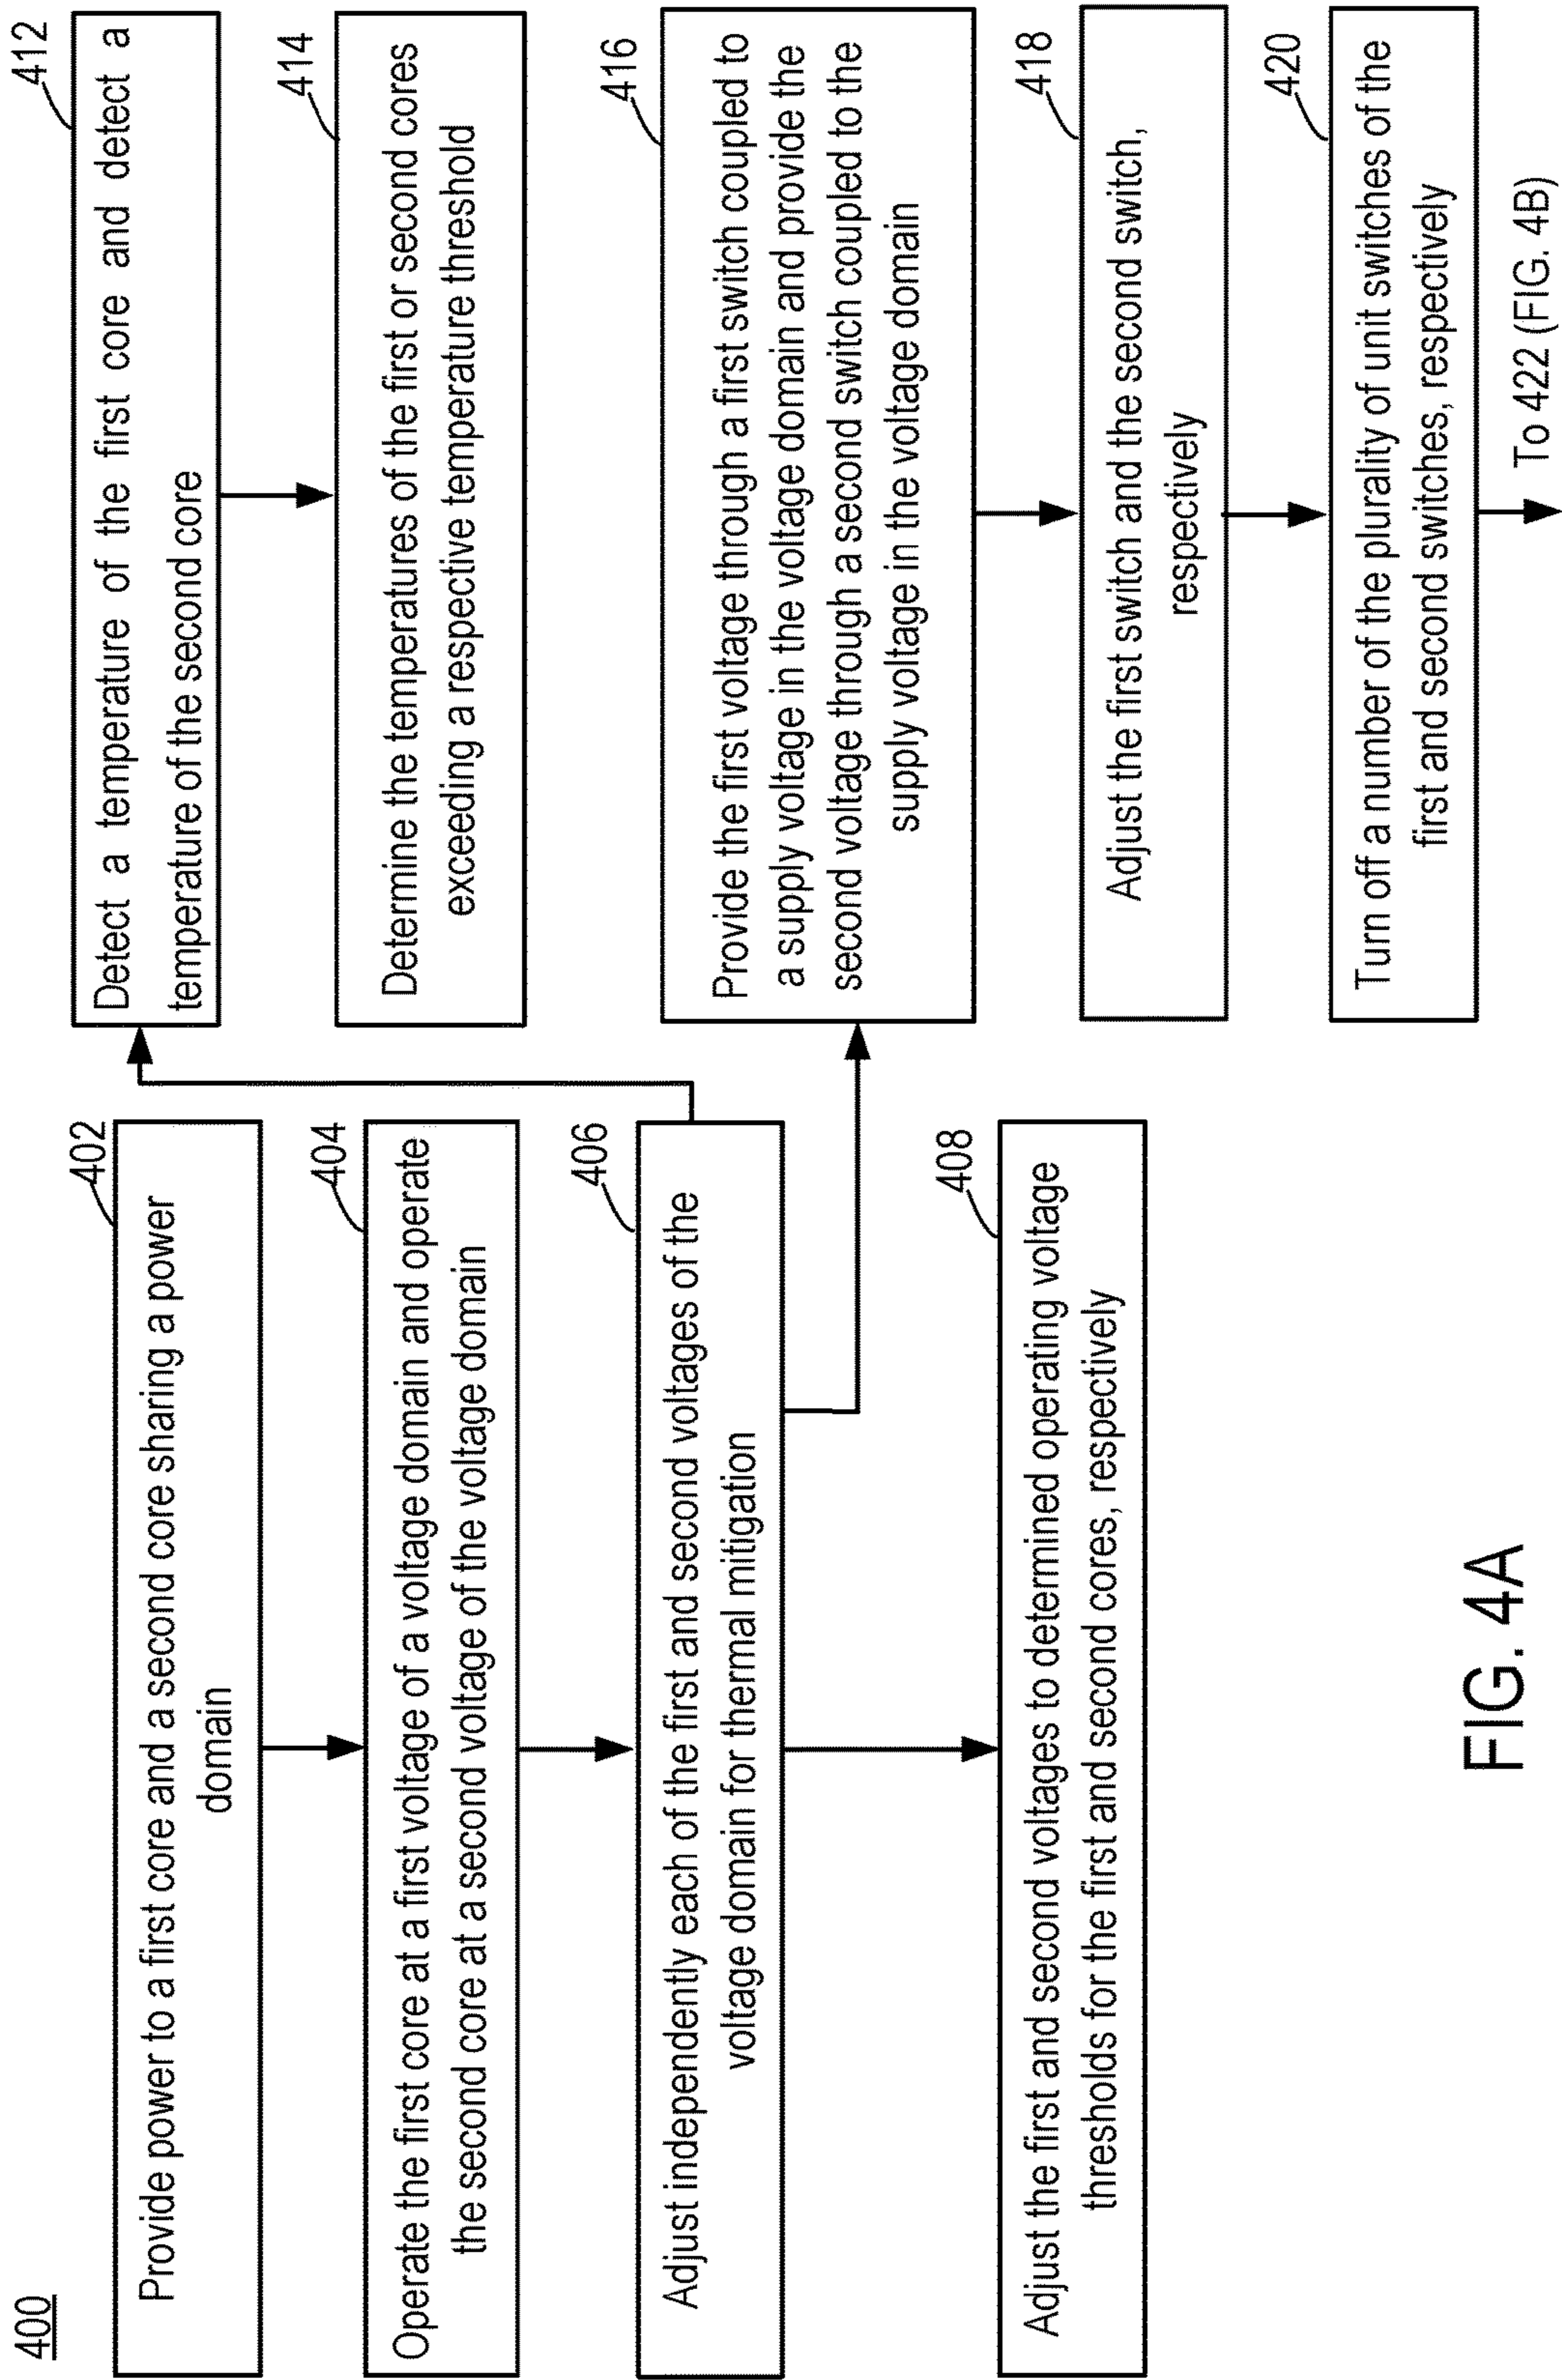 400
402
Provide power to a first core and a second core sharing a power
domain
404
Operate the first core at a first voltage of a voltage domain and operate
the second core at a second voltage of the voltage domain
406
Adjust independently each of the first and second voltages of the
voltage domain for thermal mitigation
408
Adjust the first and second voltages to determined operating voltage
thresholds for the first and second cores, respectively
412
Detect a temperature of the first core and detect a
temperature of the second core
414
Determine the temperatures of the first or second cores
exceeding a respective temperature threshold
416
Provide the first voltage through a first switch coupled to
a supply voltage in the voltage domain and provide the
second voltage through a second switch coupled to the
supply voltage in the voltage domain
418
Adjust the first switch and the second switch,
respectively
420
Turn off a number of the plurality of unit switches of the
first and second switches, respectively
To 422 (FIG. 4B)
FIG. 4A